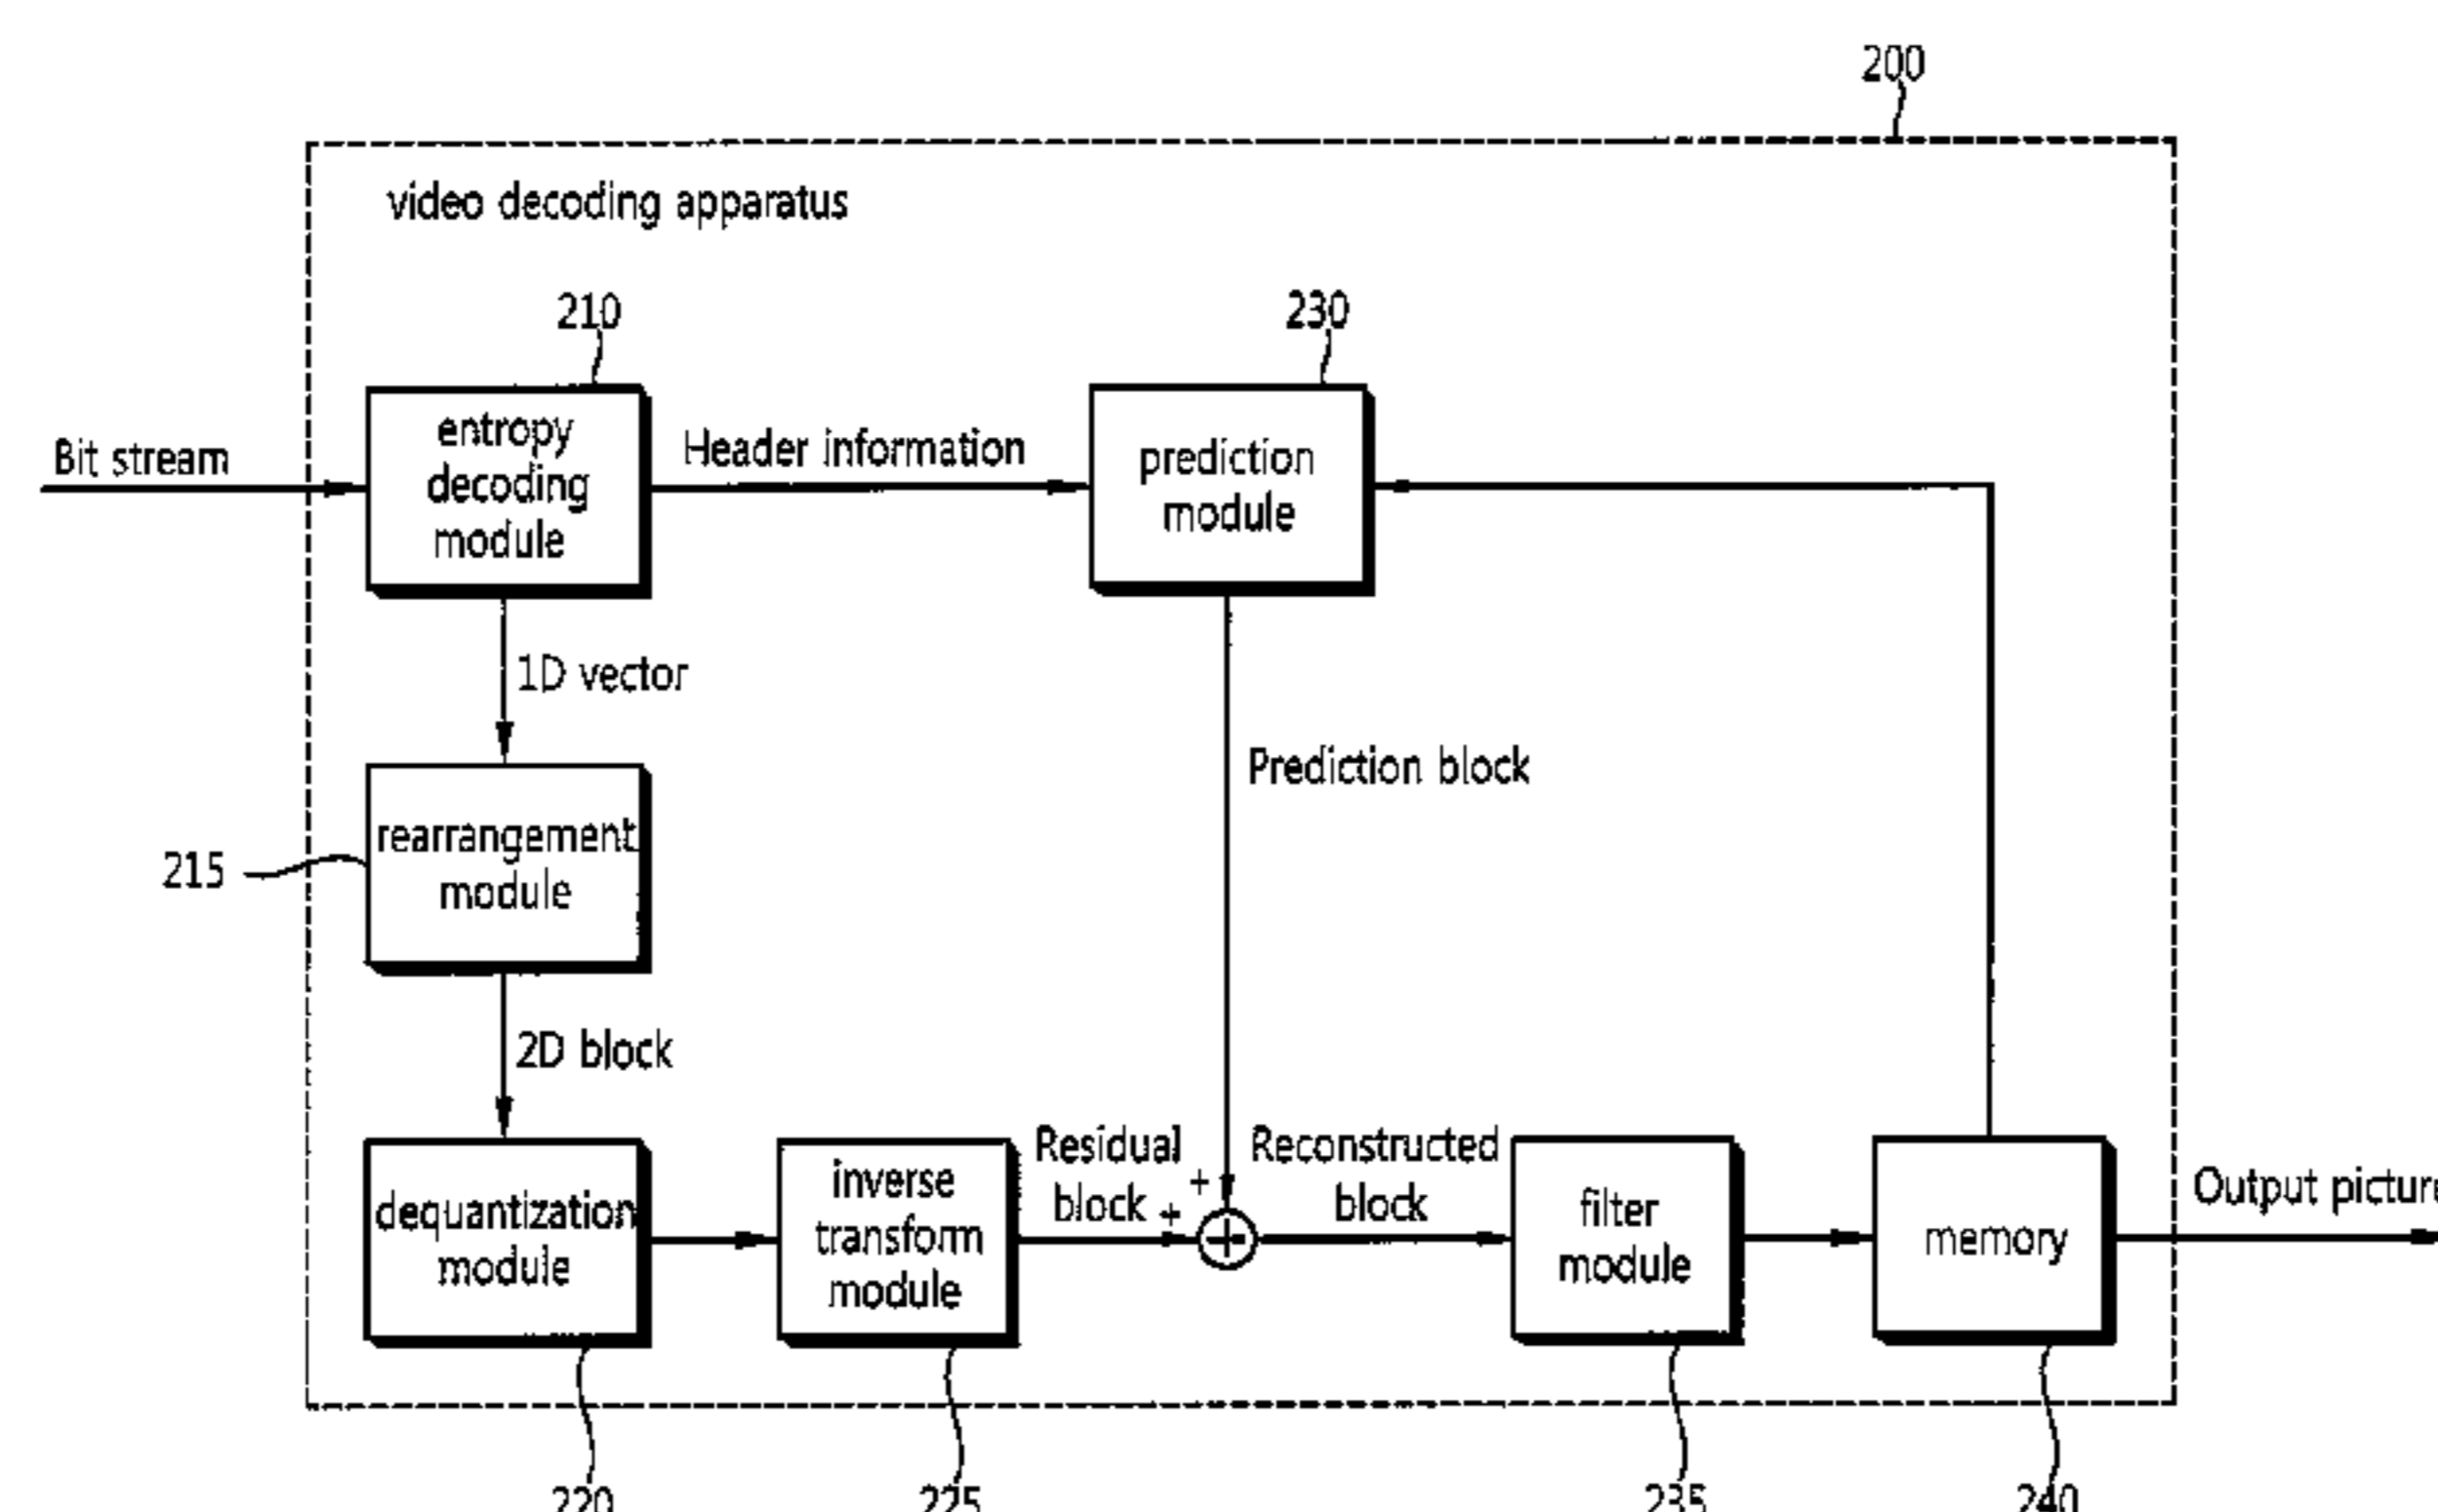 200
video decoding apparatus
210
230
Bit stream
entropy
decoding
module
Header information
prediction
module
1D vector
Prediction block
215
rearrangement
module
2D block
dequantization
module
inverse
transform
module
Residual
block
+
+
Reconstructed
block
filter
module
memory
Output picture
220
225
235
240